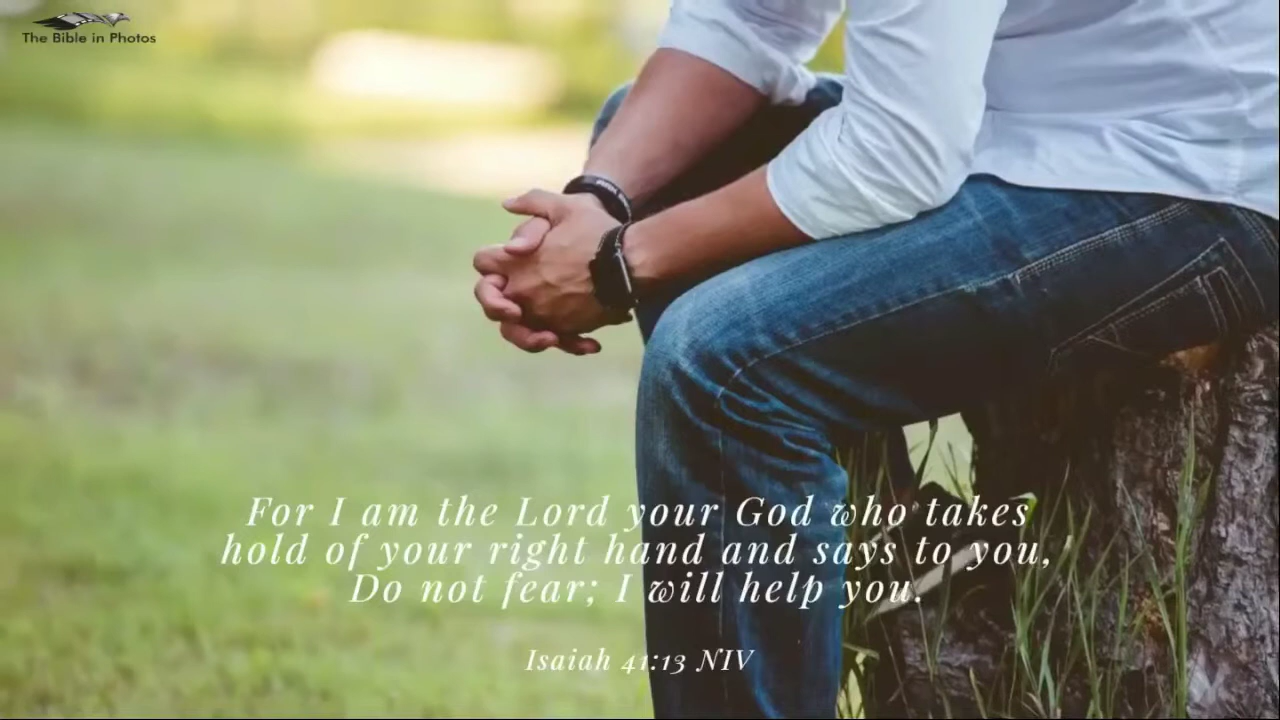 The Bible in Photos
For I am the Lord your God who takes
hold of your right hand and says to you,
Do not fear; I will help you.
Isaiah 41:13 NIV